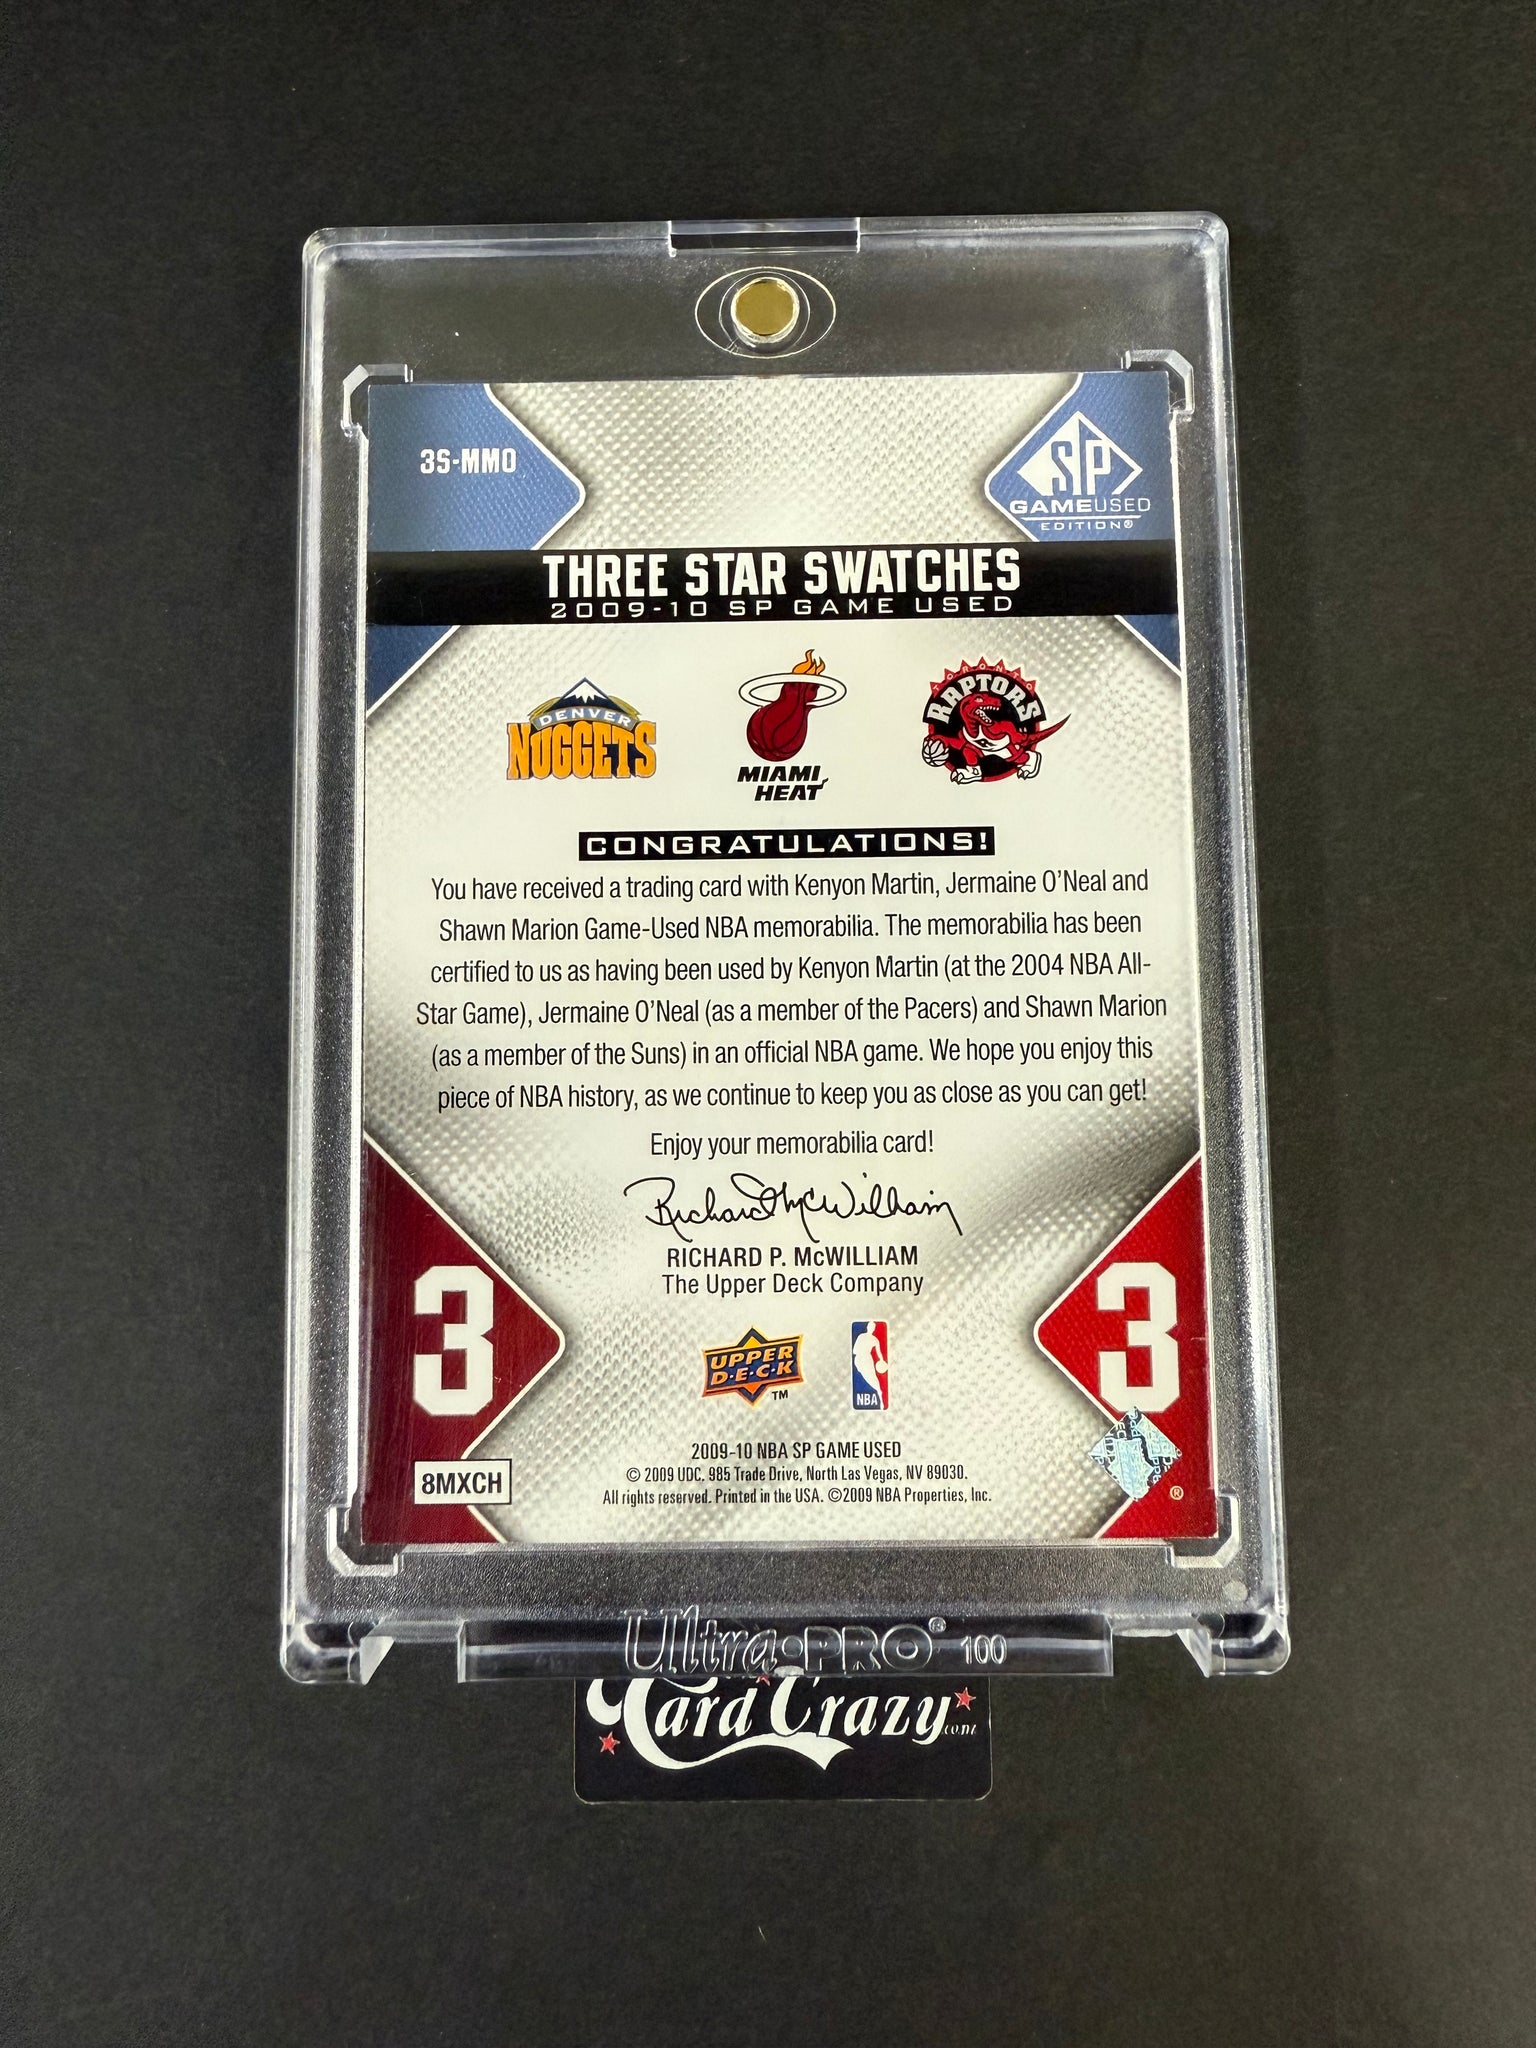 3S-MMO
SP
GAMEUSED
EDITION®
THREE STAR SWATCHES
2009-10 SP GAME USED
DENVER
NUGGETS
MIAMI
HEAT
TORONTO
RAPTORS
CONGRATULATIONS!
You have received a trading card with Kenyon Martin, Jermaine O'Neal and
Shawn Marion Game-Used NBA memorabilia. The memorabilia has been
certified to us as having been used by Kenyon Martin (at the 2004 NBA All-
Star Game), Jermaine O'Neal (as a member of the Pacers) and Shawn Marion
(as a member of the Suns) in an official NBA game. We hope you enjoy this
piece of NBA history, as we continue to keep you as close as you can get!
Enjoy your memorabilia card!
Richard McWilliam
RICHARD P. McWILLIAM
The Upper Deck Company
3
3
UPPER
D·E·C·K
TM
NBA
2009-10 NBA SP GAME USED
© 2009 UDC. 985 Trade Drive, North Las Vegas, NV 89030.
All rights reserved. Printed in the USA. ©2009 NBA Properties, Inc.
8MXCH
®
Ultra·PRO® 100
Card Crazy.com